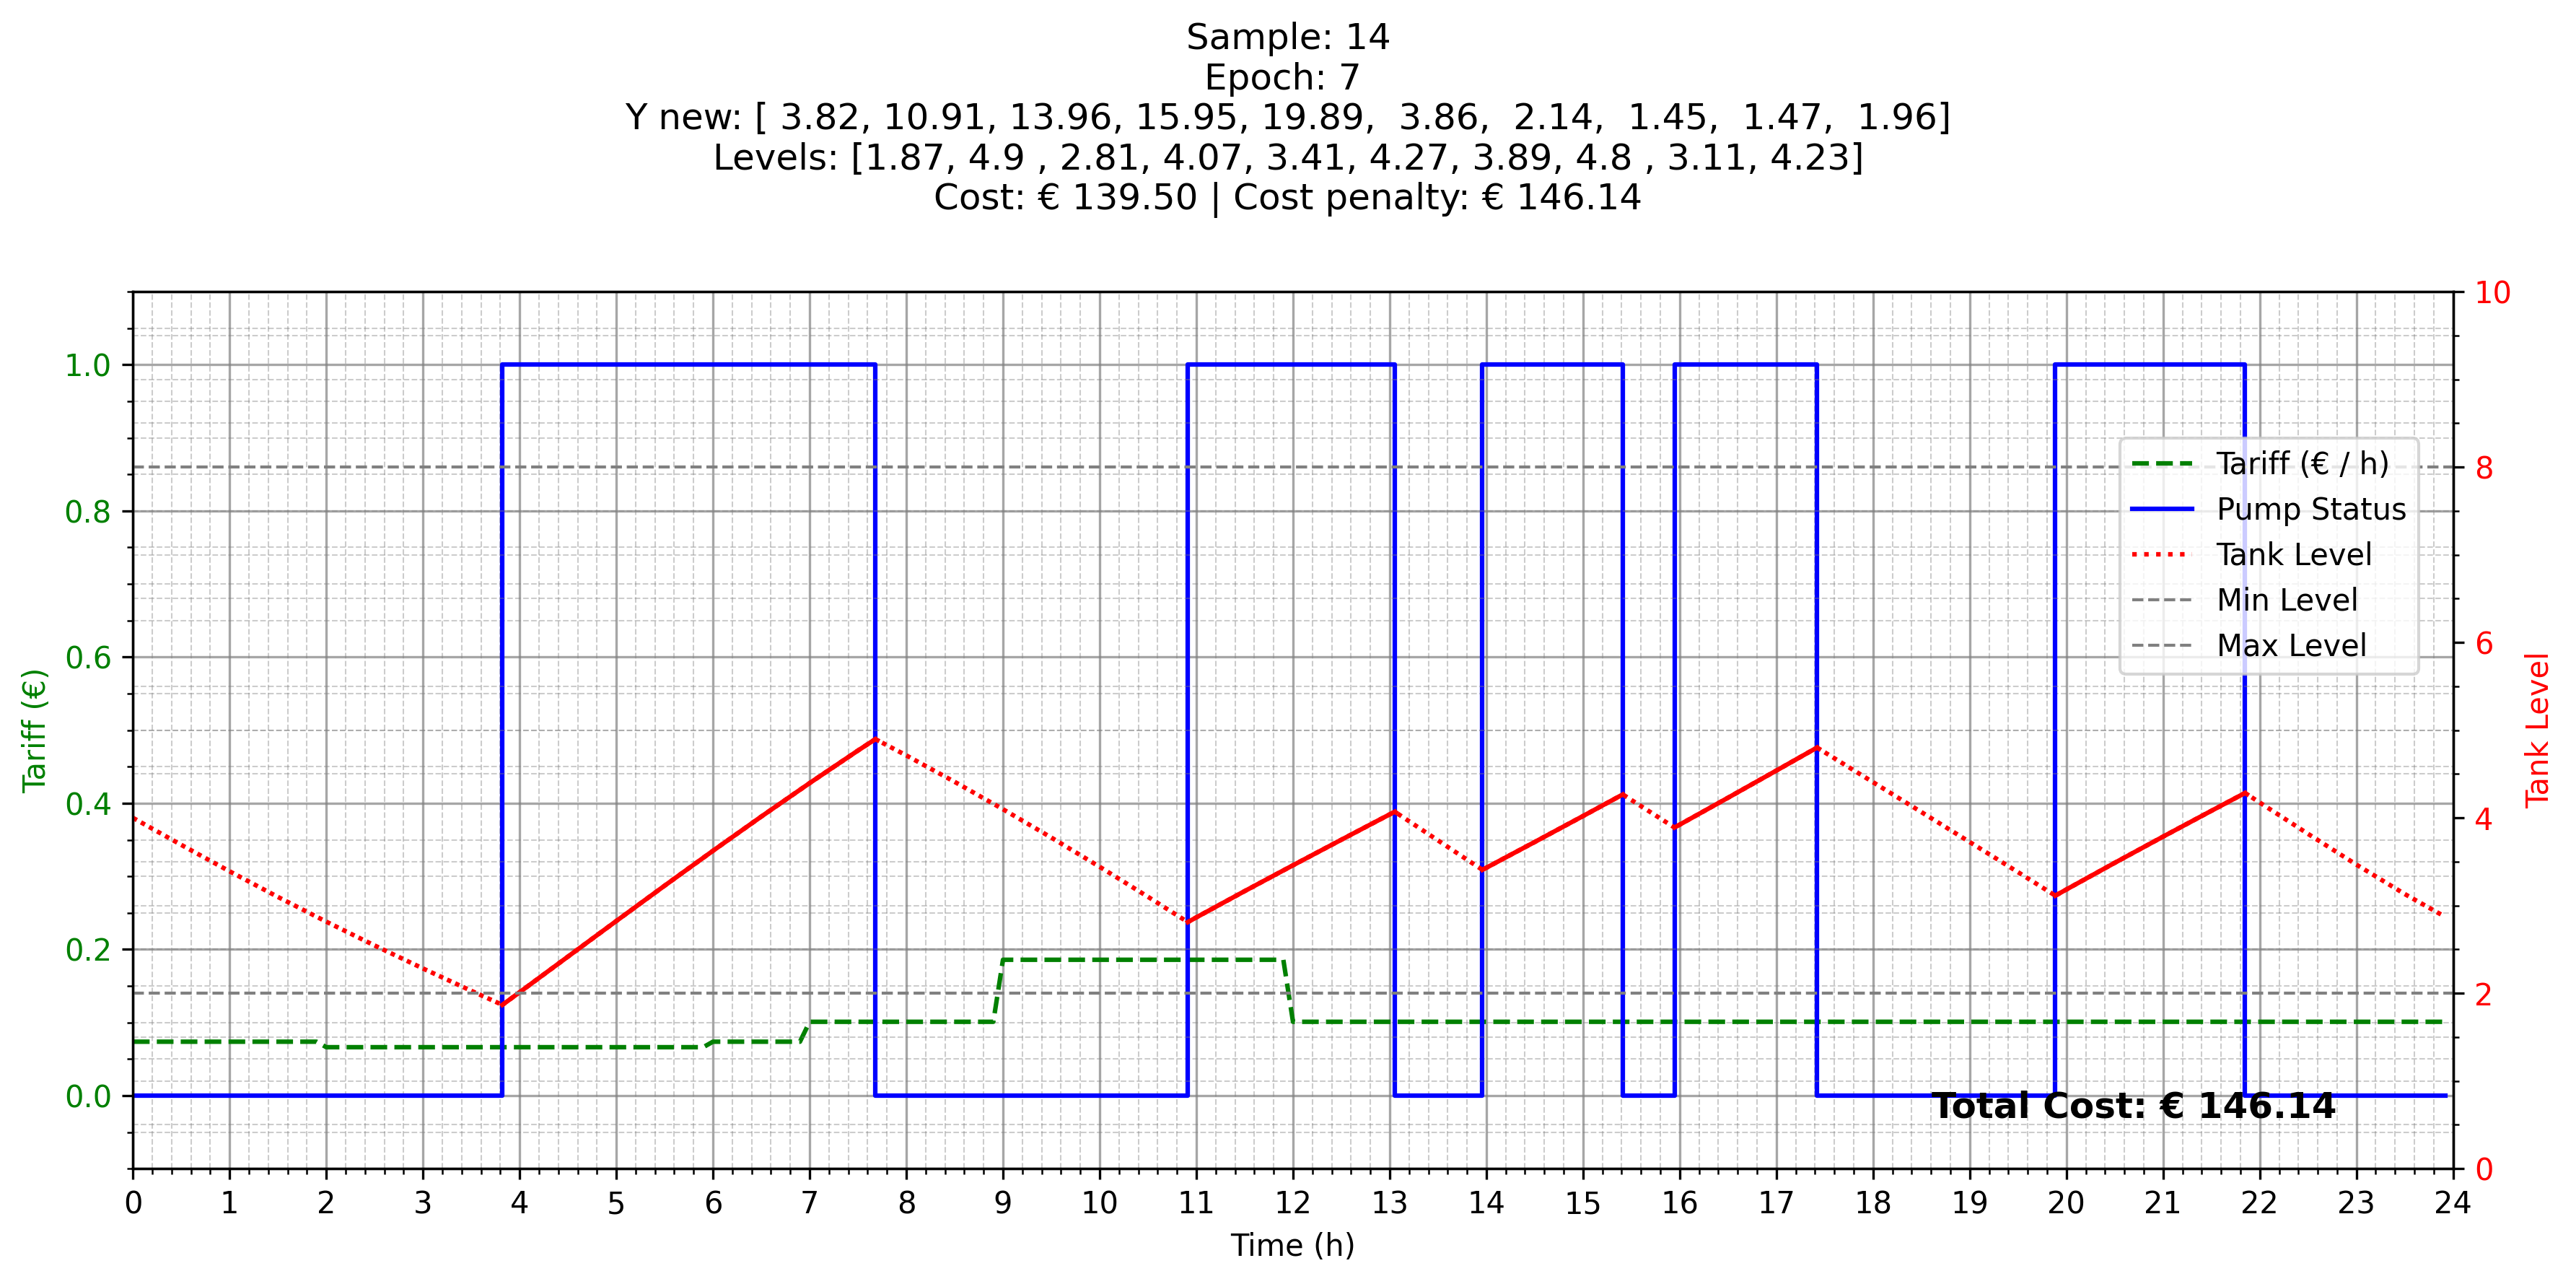 Sample: 14
Epoch: 7
Y new: [ 3.82, 10.91, 13.96, 15.95, 19.89,  3.86,  2.14,  1.45,  1.47,  1.96]
Levels: [1.87, 4.9 , 2.81, 4.07, 3.41, 4.27, 3.89, 4.8 , 3.11, 4.23]
Cost: € 139.50 | Cost penalty: € 146.14
1.0
0.8
0.6
0.4
0.2
0.0
Tariff (€)
10
8
6
4
2
0
Tank Level
Tariff (€ / h)
Pump Status
Tank Level
Min Level
Max Level
Total Cost: € 146.14
0 1 2 3 4 5 6 7 8 9 10 11 12 13 14 15 16 17 18 19 20 21 22 23 24
Time (h)